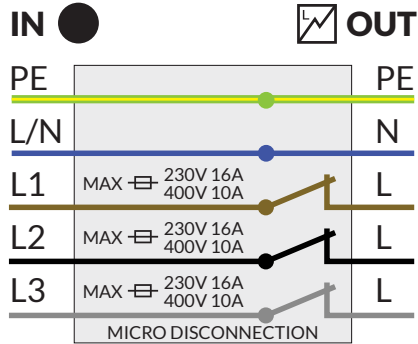 IN OUT
L
PE PE
L/N N
L1 MAX 230V 16A 400V 10A L
L2 MAX 230V 16A 400V 10A L
L3 MAX 230V 16A 400V 10A L
MICRO DISCONNECTION